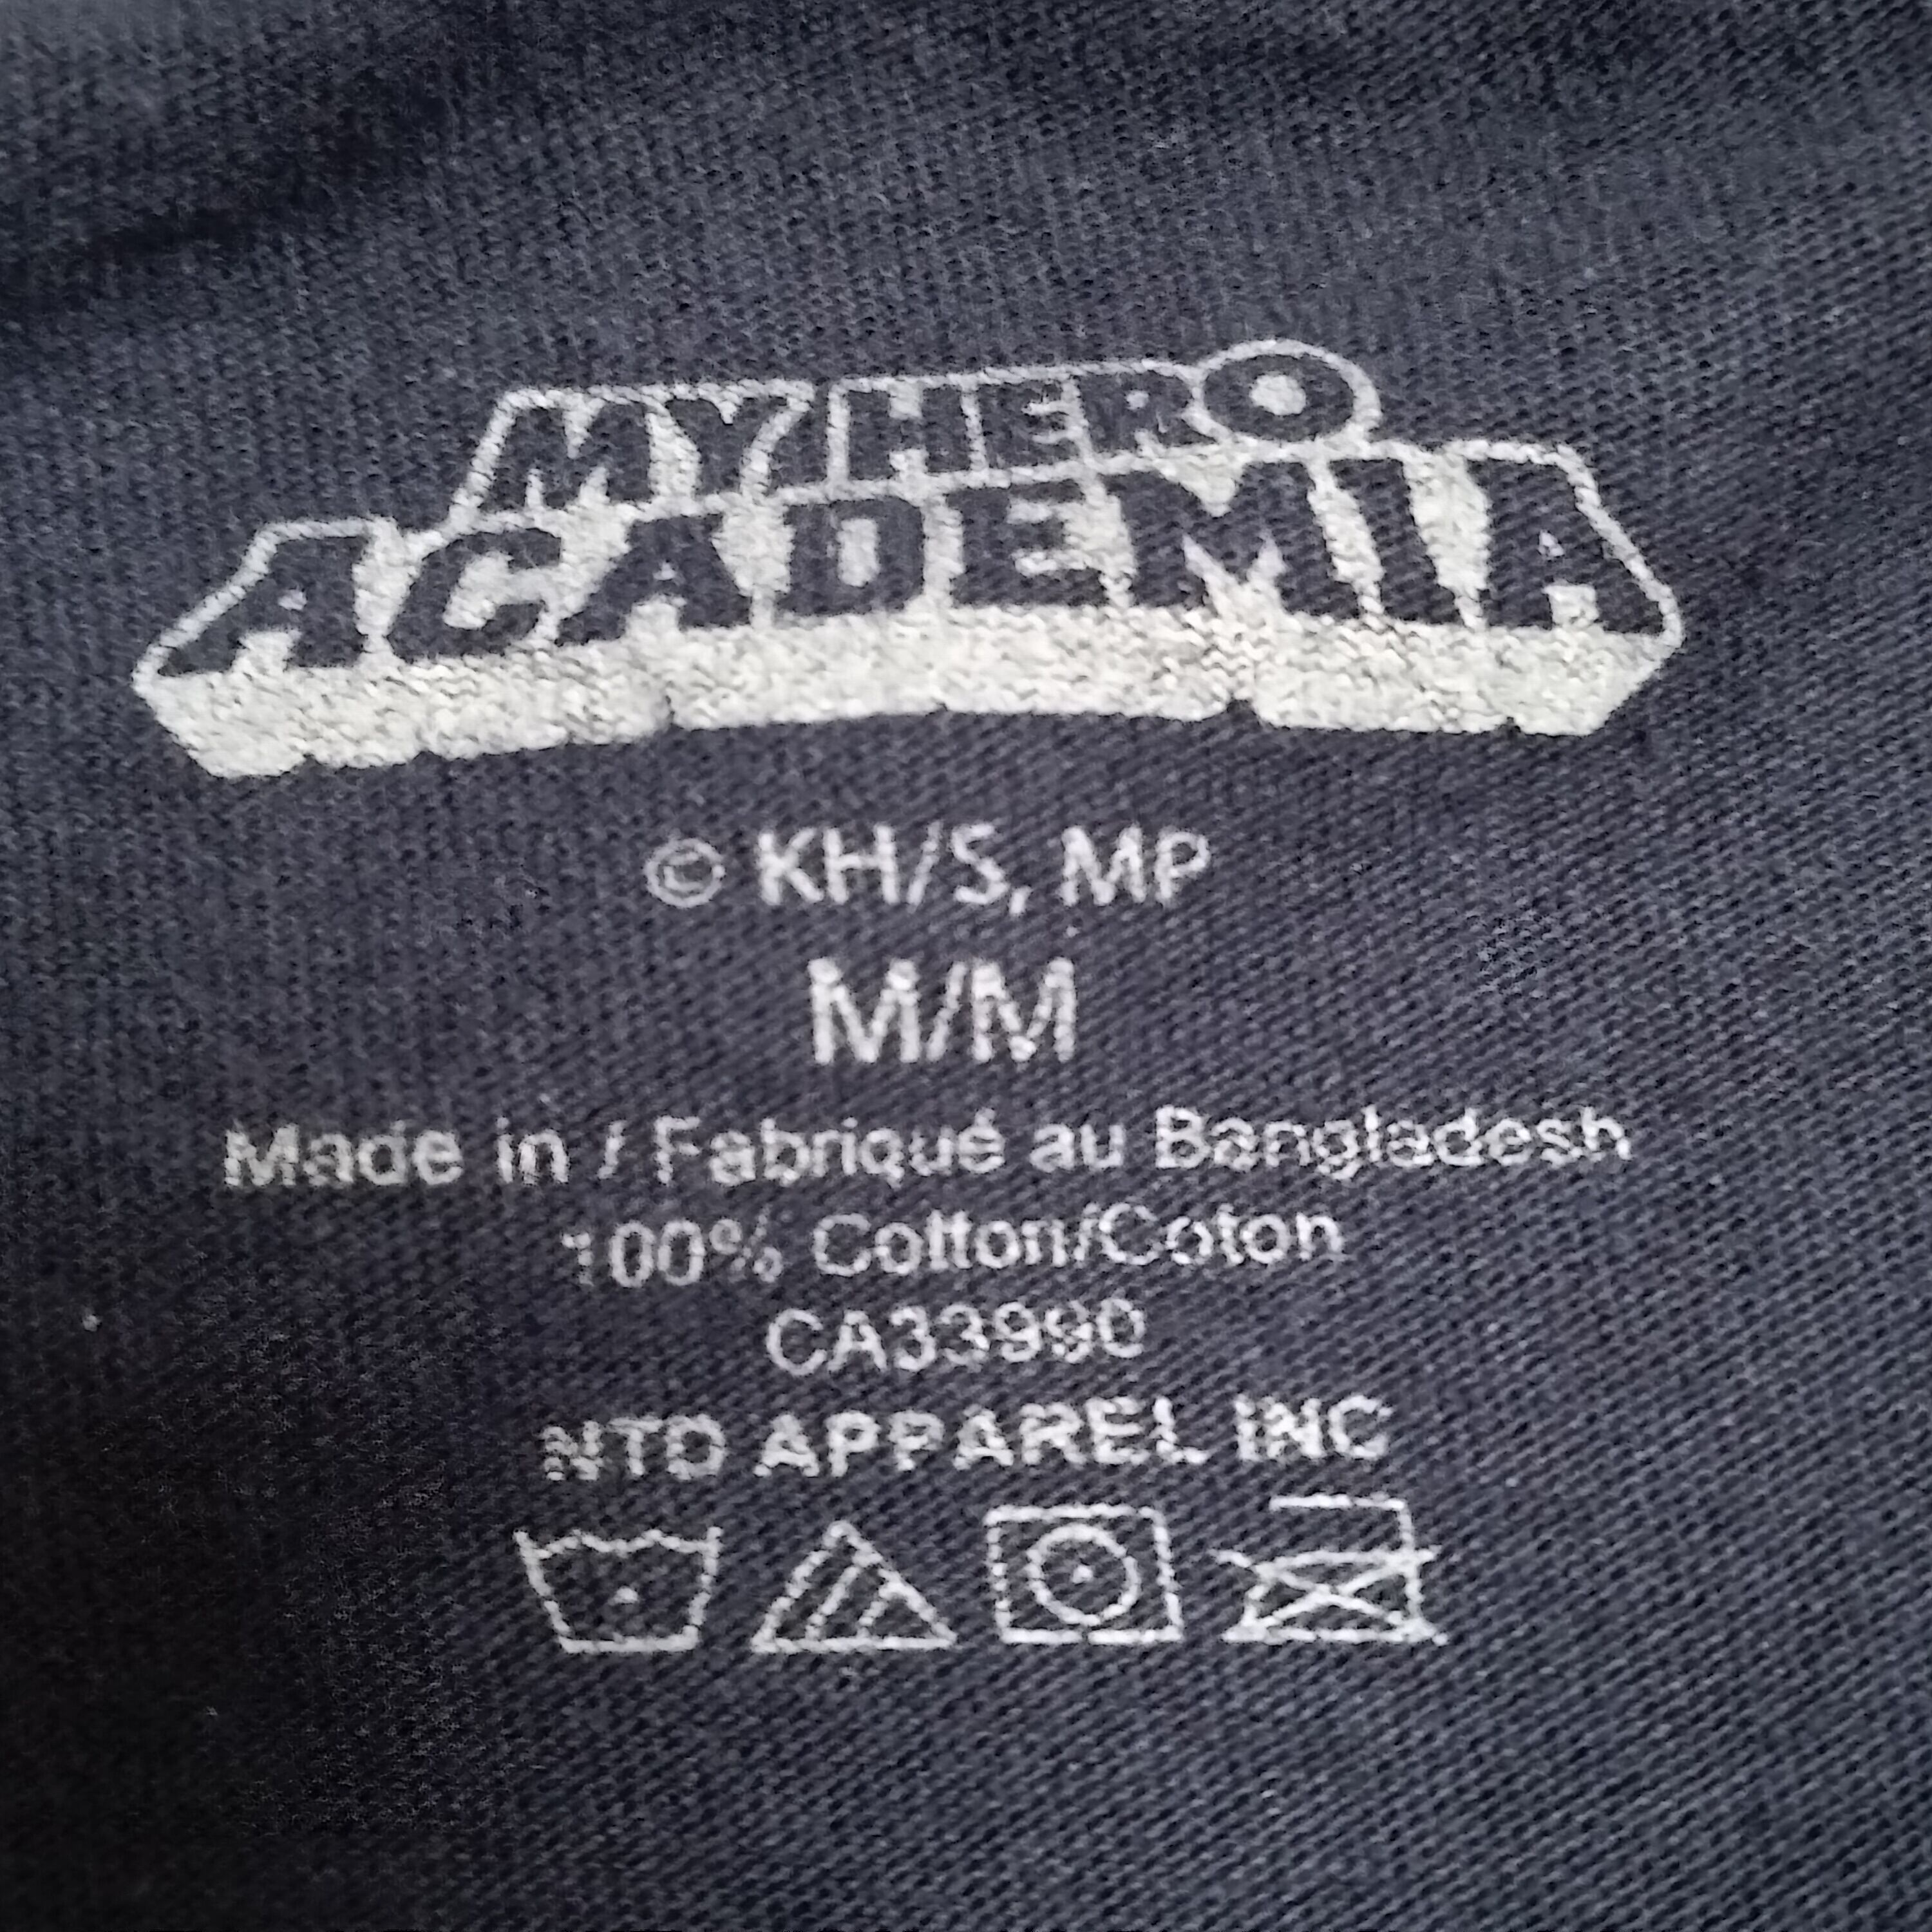 MY HERO
ACADEMIA
© KH/S, MP
M/M
Made in / Fabriqué au Bangladesh
100% Cotton/Coton
CA33990
NTD APPAREL INC